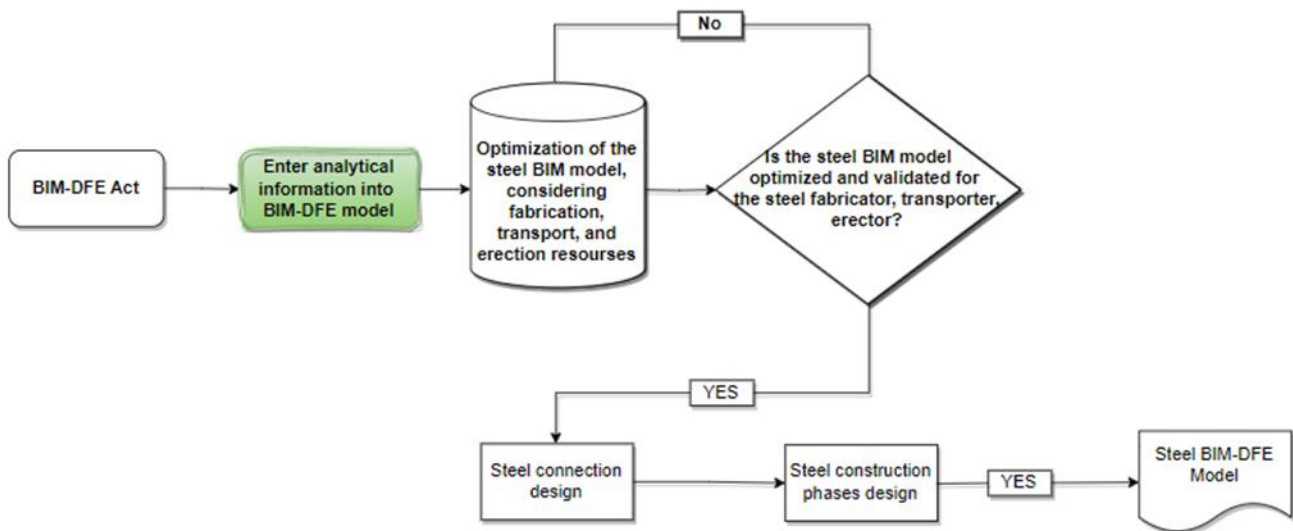 No
BIM-DFE Act
Enter analytical
information into
BIM-DFE model
Optimization of the
steel BIM model,
considering
fabrication,
transport, and
erection resourses
Is the steel BIM model
optimized and validated for
the steel fabricator, transporter,
erector?
YES
Steel connection
design
Steel construction
phases design
YES
Steel BIM-DFE
Model